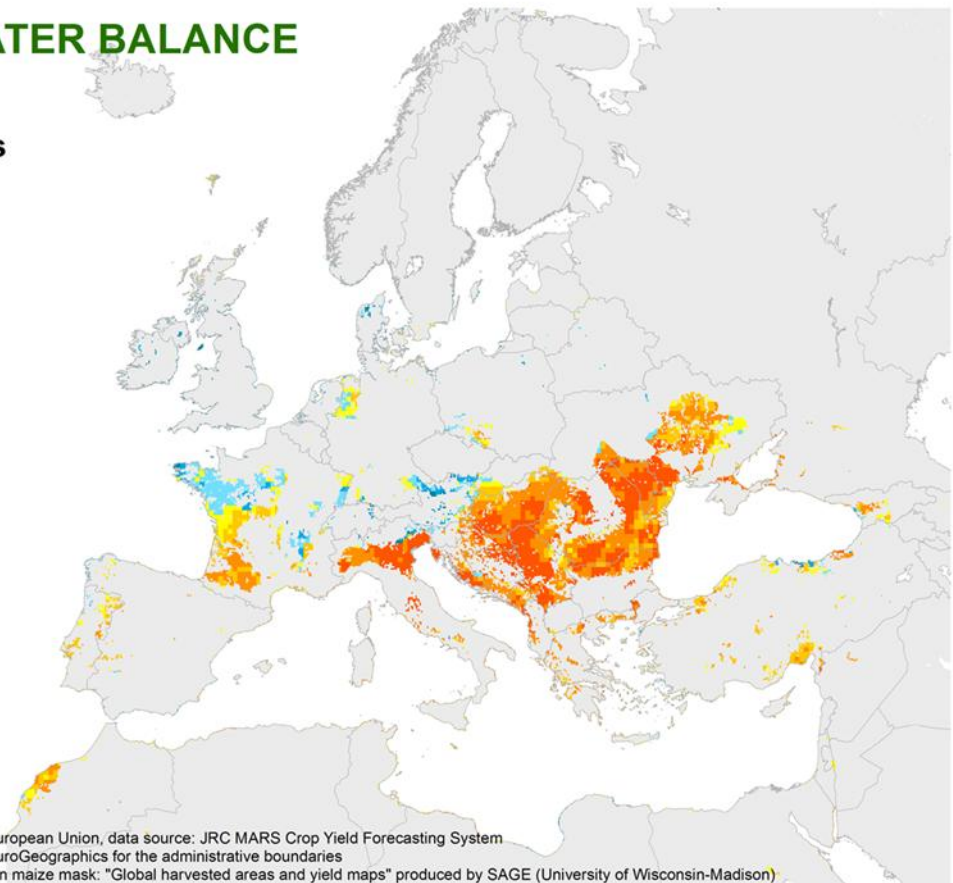 ATER BALANCE
s
uropean Union, data source: JRC MARS Crop Yield Forecasting System
uroGeographics for the administrative boundaries
n maize mask: "Global harvested areas and yield maps" produced by SAGE (University of Wisconsin-Madison)